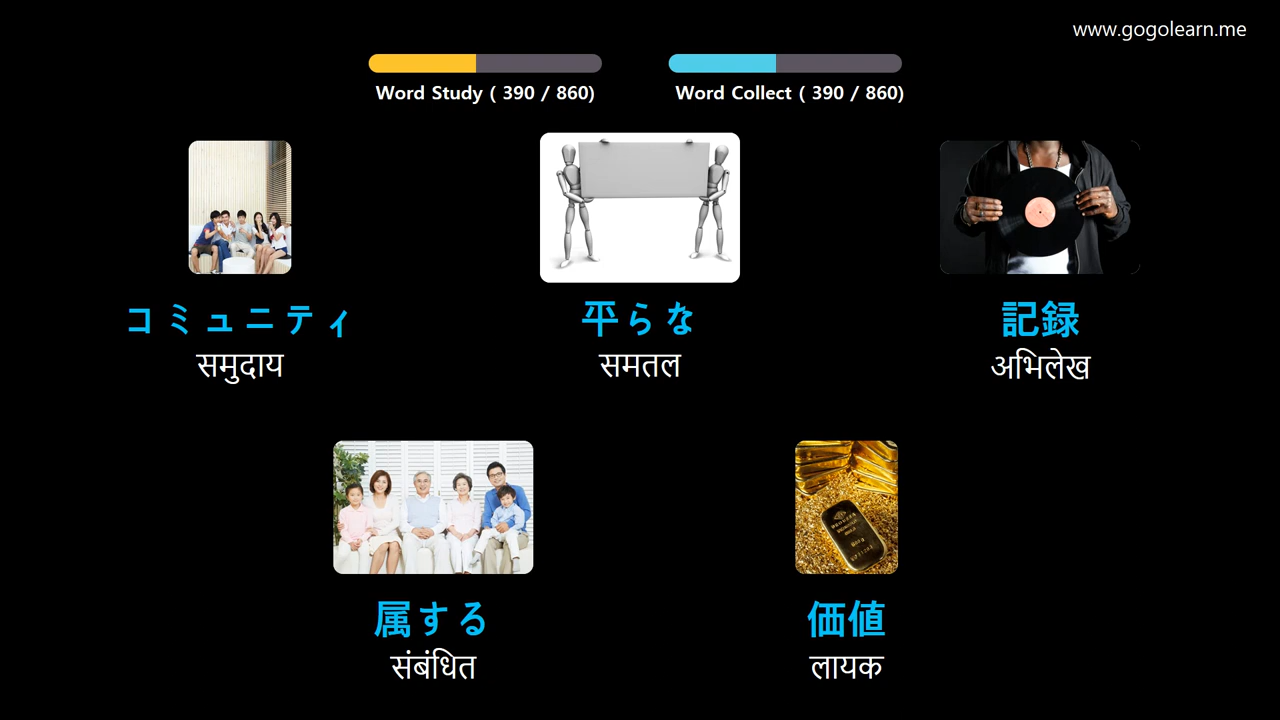 www.gogolearn.me
Word Study ( 390 / 860)
Word Collect ( 390 / 860)
コミュニティ
समुदाय
平らな
समतल
記録
अभिलेख
属する
संबंधित
価値
लायक